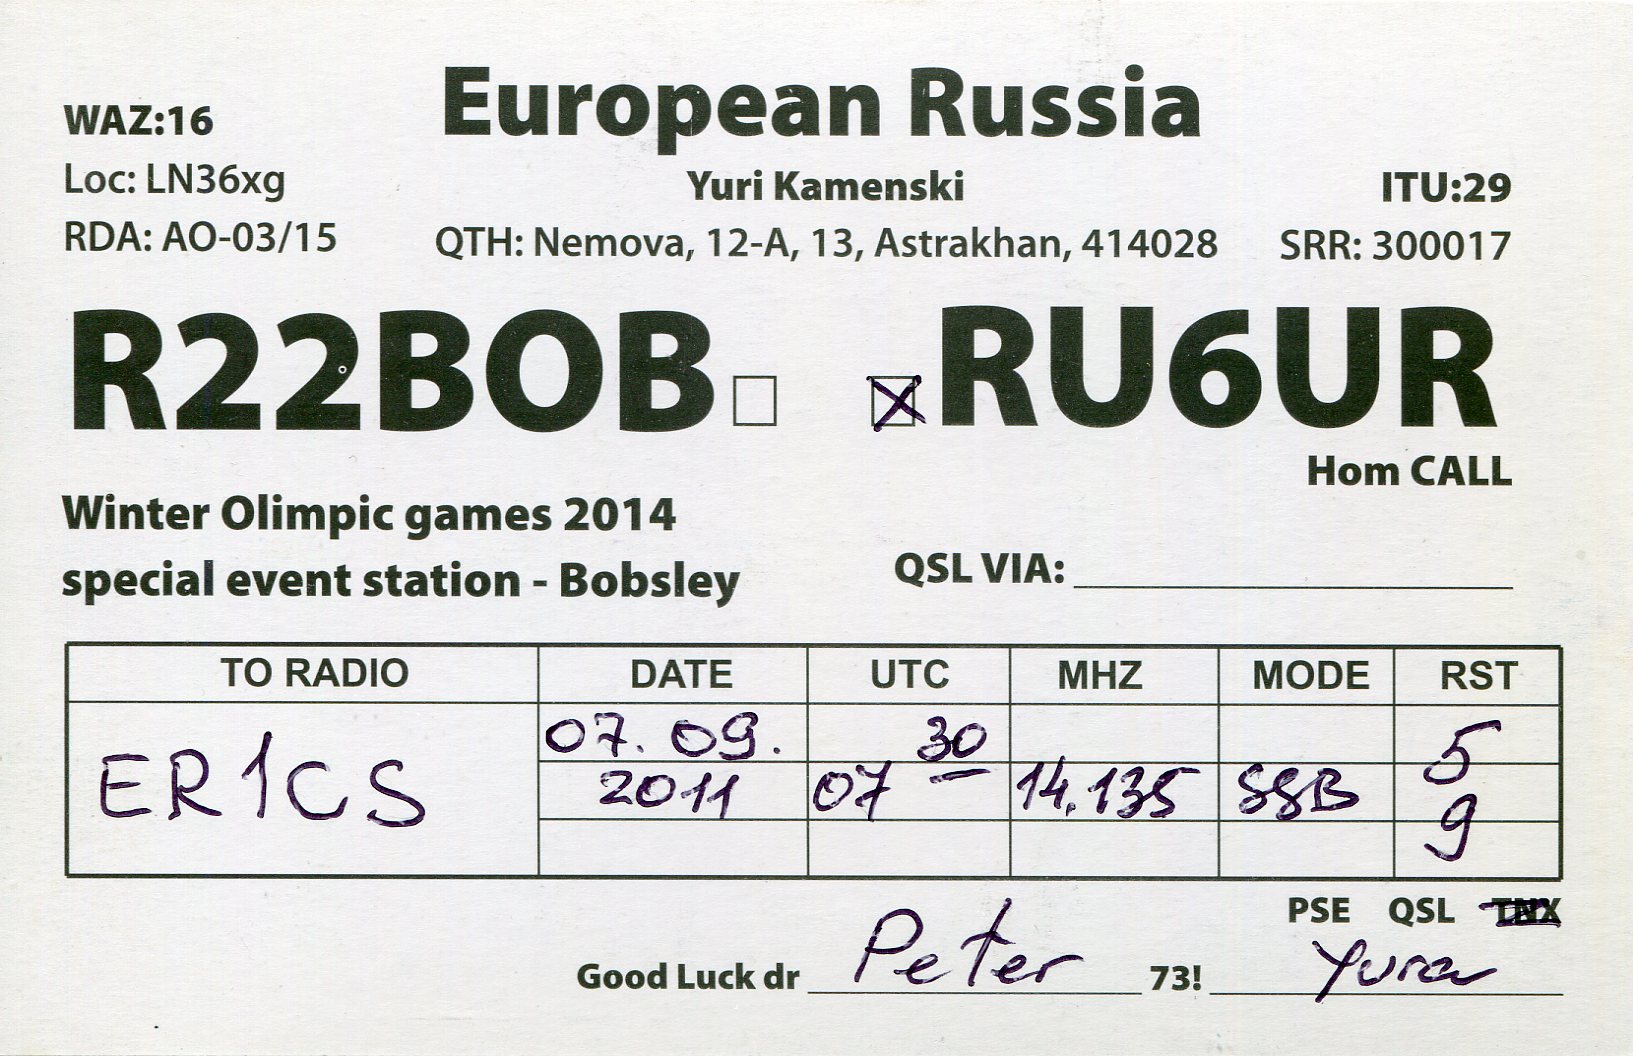 European Russia
WAZ:16
Loc: LN36xg
Yuri Kamenski
ITU:29
RDA: AO-03/15
QTH: Nemova, 12-A, 13, Astrakhan, 414028
SRR: 300017
R22BOB
RU6UR
Hom CALL
Winter Olimpic games 2014
special event station - Bobsley
QSL VIA:
TO RADIO DATE UTC MHZ MODE RST
ER1CS 07.09.2011 07 30 14.135 SSB 59
PSE QSL TNX
Good Luck dr Peter 73! Yura